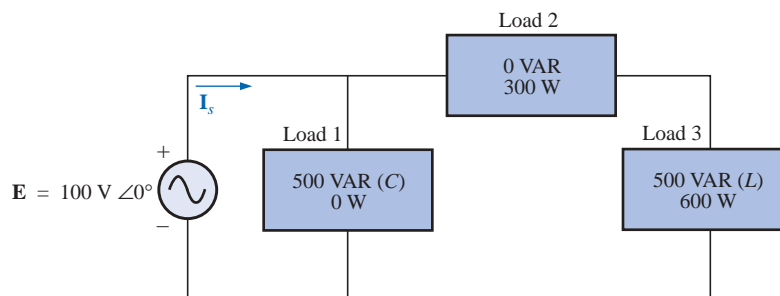 Load 2
0 VAR
300 W
I_s
Load 1
Load 3
+
500 VAR (C)
0 W
500 VAR (L)
600 W
E = 100 V ∠0°
–